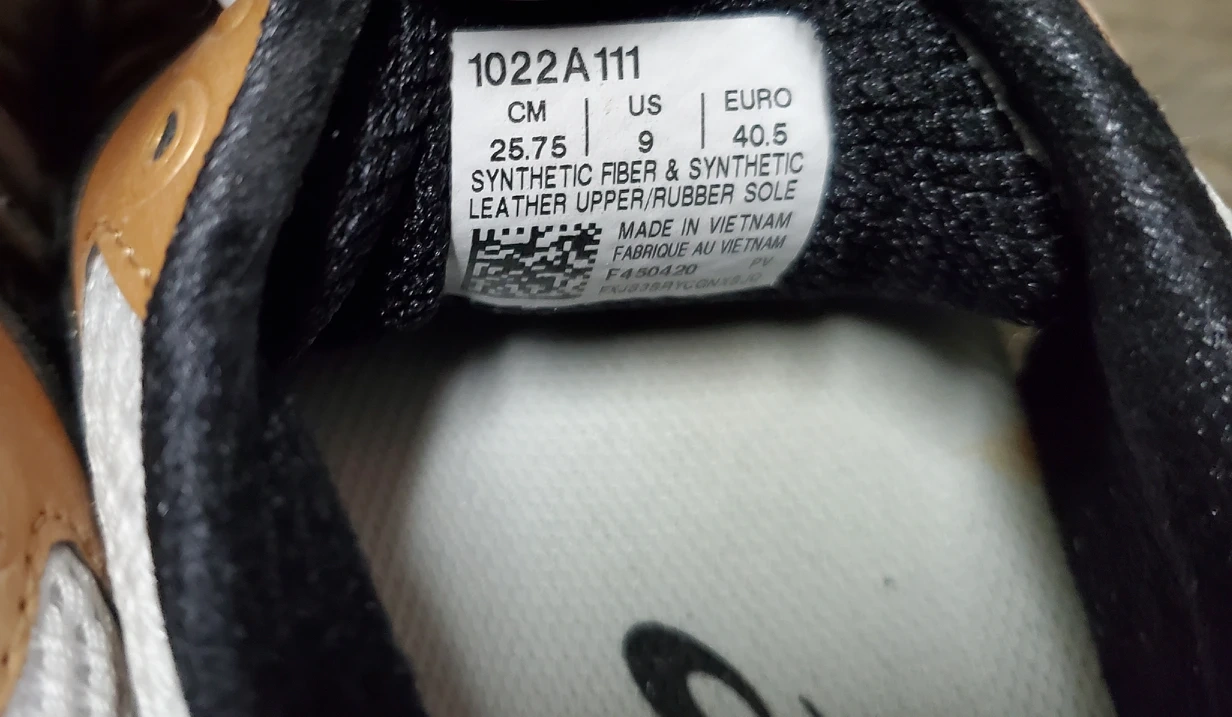 1022A111
CM | US | EURO
25.75 | 9 | 40.5
SYNTHETIC FIBER & SYNTHETIC
LEATHER UPPER/RUBBER SOLE
MADE IN VIETNAM
FABRIQUE AU VIETNAM
F450420 PV